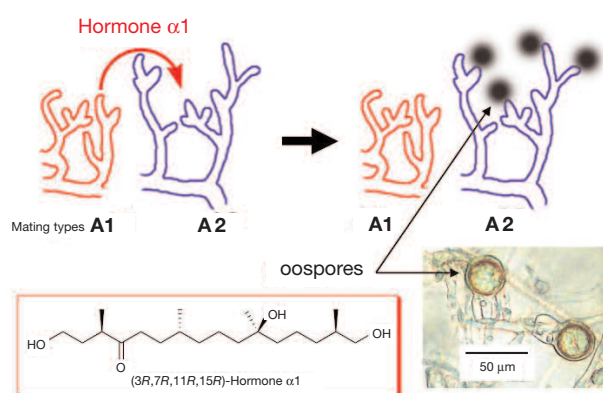 Hormone α1
Mating types A1 A2
A1 A2
oospores
HO
O
OH
OH
(3R,7R,11R,15R)-Hormone α1
50 µm